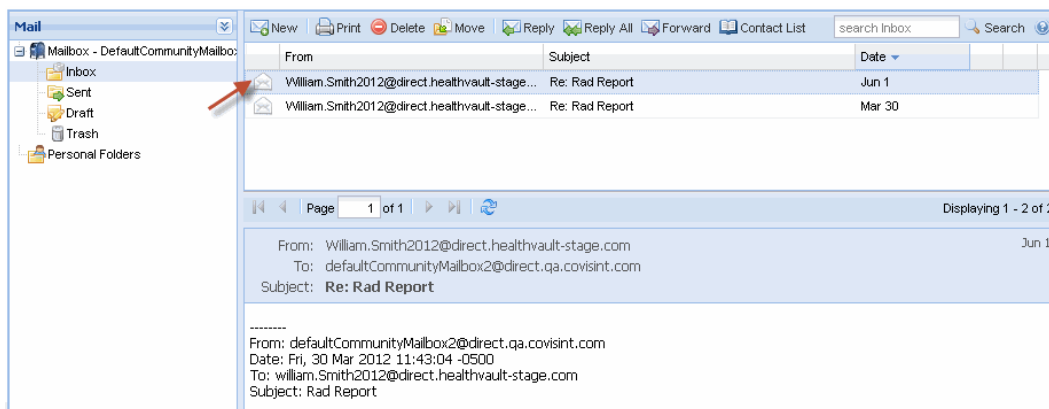 Mail
Mailbox - DefaultCommunityMailbo
Inbox
Sent
Draft
Trash
Personal Folders
New Print Delete Move Reply Reply All Forward Contact List search Inbox Search
From Subject Date
William.Smith2012@direct.healthvault-stage... Re: Rad Report Jun 1
William.Smith2012@direct.healthvault-stage... Re: Rad Report Mar 30
Page 1 of 1 Displaying 1 - 2 of 2
From: William.Smith2012@direct.healthvault-stage.com Jun 1
To: defaultCommunityMailbox2@direct.qa.covisint.com
Subject: Re: Rad Report
--------
From: defaultCommunityMailbox2@direct.qa.covisint.com
Date: Fri, 30 Mar 2012 11:43:04 -0500
To: william.Smith2012@direct.healthvault-stage.com
Subject: Rad Report